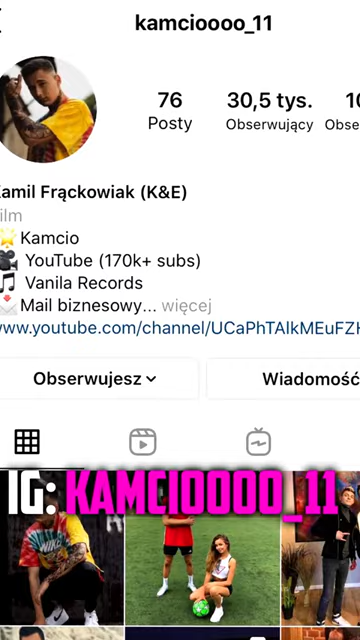 kamcioooo_11
76
30,5 tys.
Posty
Obserwujący
Obse
amil Frąckowiak (K&E)
ilm
Kamcio
YouTube (170k+ subs)
Vanila Records
Mail biznesowy... więcej
www.youtube.com/channel/UCaPhTAlkMEuFZH
Obserwujesz
Wiadomość
IG: KAMCIOOOO_11